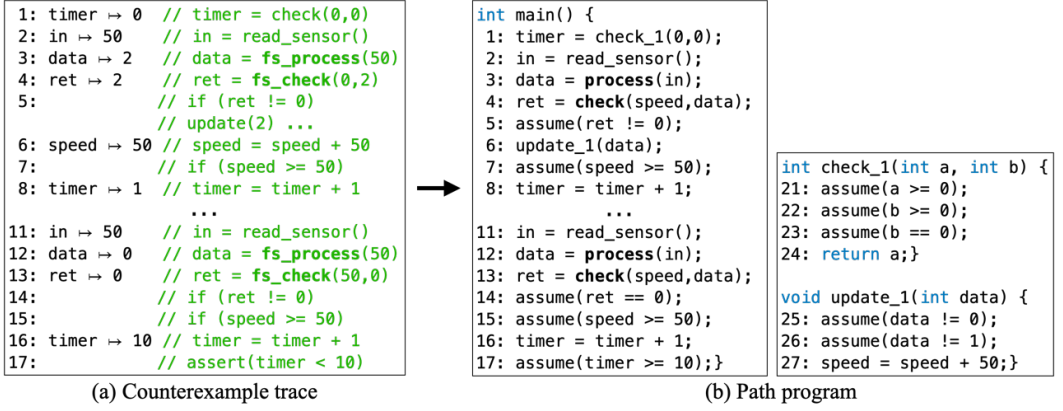 1: timer ↦ 0 // timer = check(0,0)
2: in ↦ 50 // in = read_sensor()
3: data ↦ 2 // data = fs_process(50)
4: ret ↦ 2 // ret = fs_check(0,2)
5: // if (ret != 0)
// update(2) ...
6: speed ↦ 50 // speed = speed + 50
7: // if (speed >= 50)
8: timer ↦ 1 // timer = timer + 1
...
11: in ↦ 50 // in = read_sensor()
12: data ↦ 0 // data = fs_process(50)
13: ret ↦ 0 // ret = fs_check(50,0)
14: // if (ret != 0)
15: // if (speed >= 50)
16: timer ↦ 10 // timer = timer + 1
17: // assert(timer < 10)
(a) Counterexample trace
int main() {
1: timer = check_1(0,0);
2: in = read_sensor();
3: data = process(in);
4: ret = check(speed,data);
5: assume(ret != 0);
6: update_1(data);
7: assume(speed >= 50);
8: timer = timer + 1;
...
11: in = read_sensor();
12: data = process(in);
13: ret = check(speed,data);
14: assume(ret == 0);
15: assume(speed >= 50);
16: timer = timer + 1;
17: assume(timer >= 10);}
int check_1(int a, int b) {
21: assume(a >= 0);
22: assume(b >= 0);
23: assume(b == 0);
24: return a;}
void update_1(int data) {
25: assume(data != 0);
26: assume(data != 1);
27: speed = speed + 50;}
(b) Path program